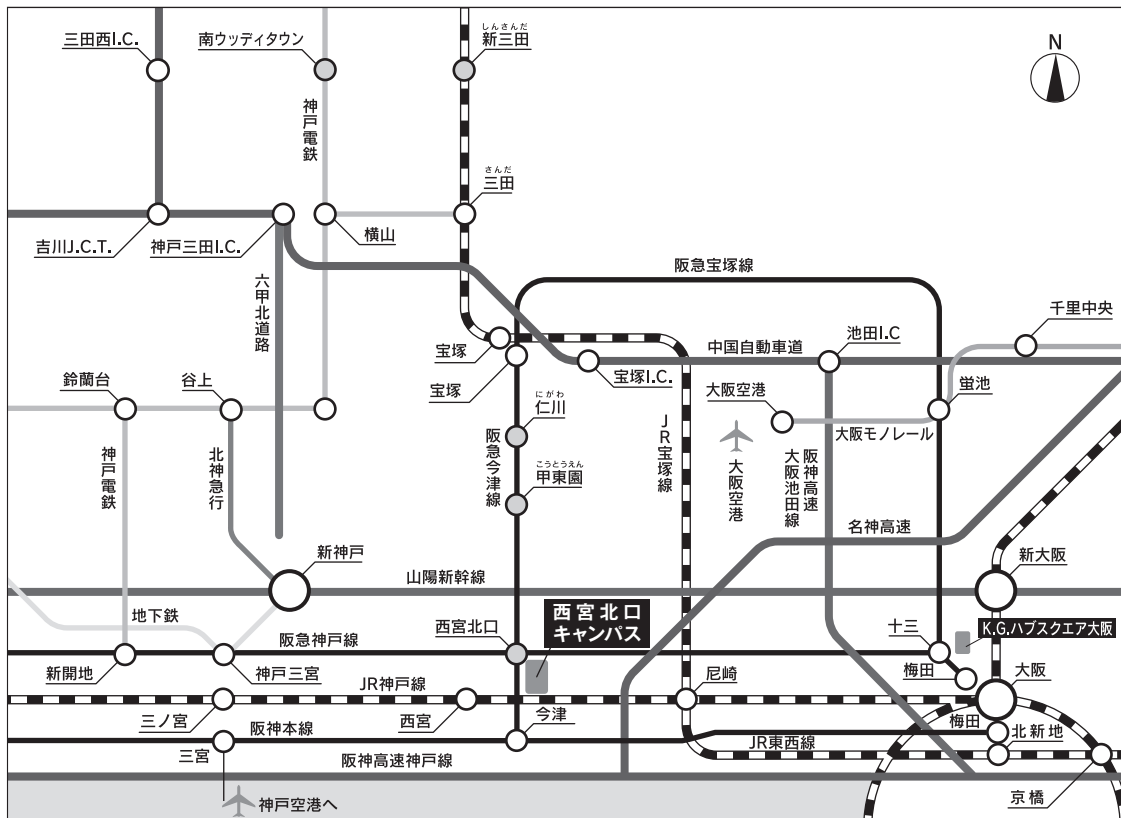 しんさんだ
三田西I.C.
南ウッディタウン
新三田
N
神戸電鉄
さんだ
三田
吉川J.C.T.
神戸三田I.C.
横山
六甲北道路
阪急宝塚線
千里中央
宝塚
中国自動車道
池田I.C
宝塚
宝塚I.C.
鈴蘭台
谷上
大阪空港
蛍池
にがわ
仁川
大阪モノレール
神戸電鉄
北神急行
阪急今津線
こうとうえん
甲東園
JR宝塚線
大阪空港
阪神高速
大阪池田線
名神高速
新神戸
山陽新幹線
新大阪
地下鉄
西宮北口
西宮北口
キャンパス
十三
K.G.ハブスクエア大阪
阪急神戸線
新開地
神戸三宮
梅田
大阪
JR神戸線
尼崎
三ノ宮
西宮
今津
梅田
北新地
阪神本線
JR東西線
三宮
阪神高速神戸線
京橋
神戸空港へ